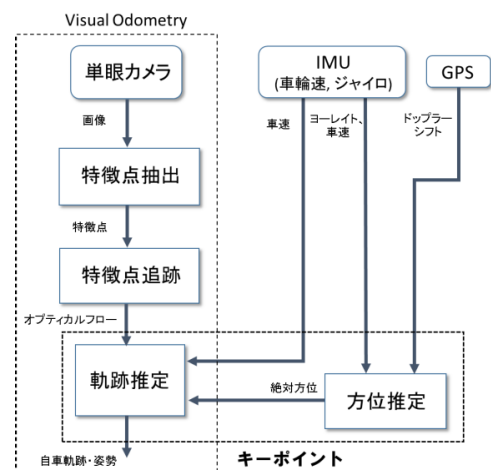 Visual Odometry
単眼カメラ
IMU
(車輪速, ジャイロ)
GPS
画像
車速
ヨーレイト、
車速
ドップラー
シフト
特徴点抽出
特徴点
特徴点追跡
オプティカルフロー
軌跡推定
絶対方位
方位推定
自車軌跡・姿勢
キーポイント